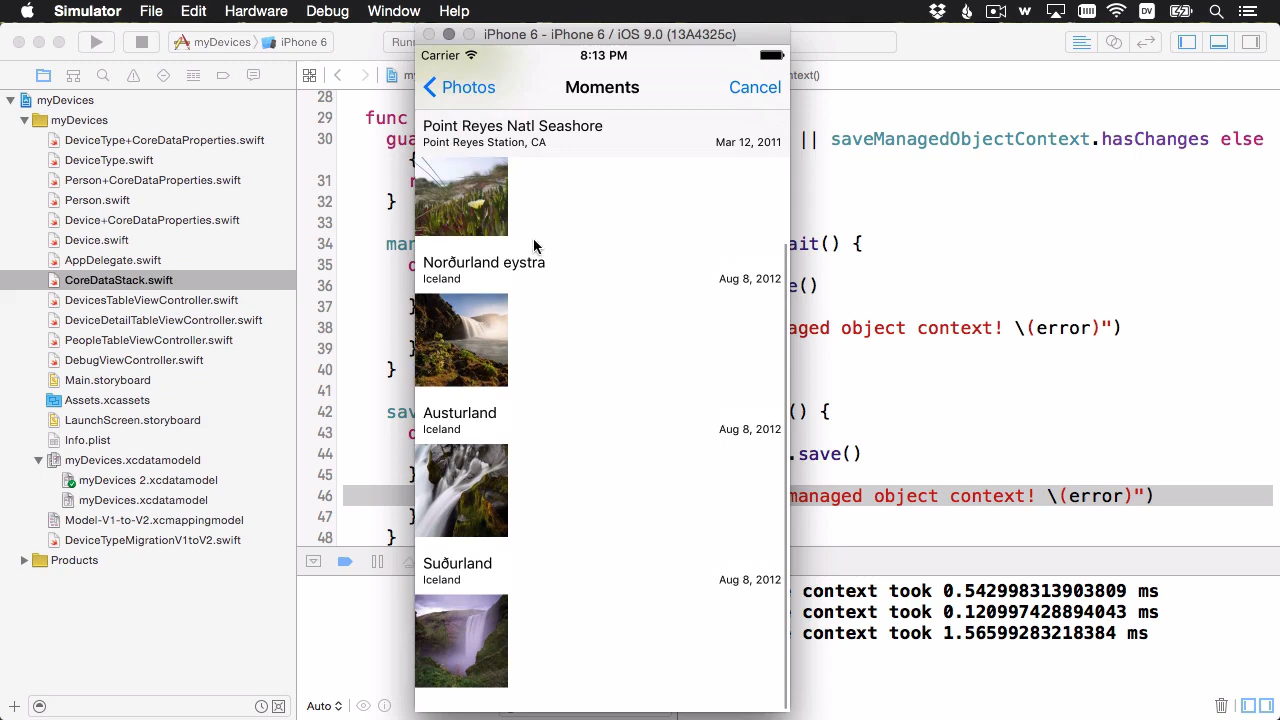 Simulator File Edit Hardware Debug Window Help
DV
myDevices iPhone 6
iPhone 6 - iPhone 6 / iOS 9.0 (13A4325c)
Carrier 8:13 PM
Photos Moments Cancel
Point Reyes Natl Seashore
Point Reyes Station, CA Mar 12, 2011
Norðurland eystra
Iceland Aug 8, 2012
Austurland
Iceland Aug 8, 2012
Suðurland
Iceland Aug 8, 2012
myDevices
myDevices
DeviceType+CoreDataProperties.swift
DeviceType.swift
Person+CoreDataProperties.swift
Person.swift
Device+CoreDataProperties.swift
Device.swift
AppDelegate.swift
CoreDataStack.swift
DevicesTableViewController.swift
DeviceDetailTableViewController.swift
PeopleTableViewController.swift
DebugViewController.swift
Main.storyboard
Assets.xcassets
LaunchScreen.storyboard
Info.plist
myDevices.xcdatamodeld
myDevices 2.xcdatamodel
myDevices.xcdatamodel
Model-V1-to-V2.xcmappingmodel
DeviceTypeMigrationV1toV2.swift
Products
28
29 func
30 || saveManagedObjectContext.hasChanges else
{
31
32 }
33
34 () {
35
36 ()
37
38 object context! \(error)")
39
40 }
41
42 () {
43
44 .save()
45
46 managed object context! \(error)")
47
48 }
context took 0.542998313903809 ms
context took 0.120997428894043 ms
context took 1.56599283218384 ms
Auto